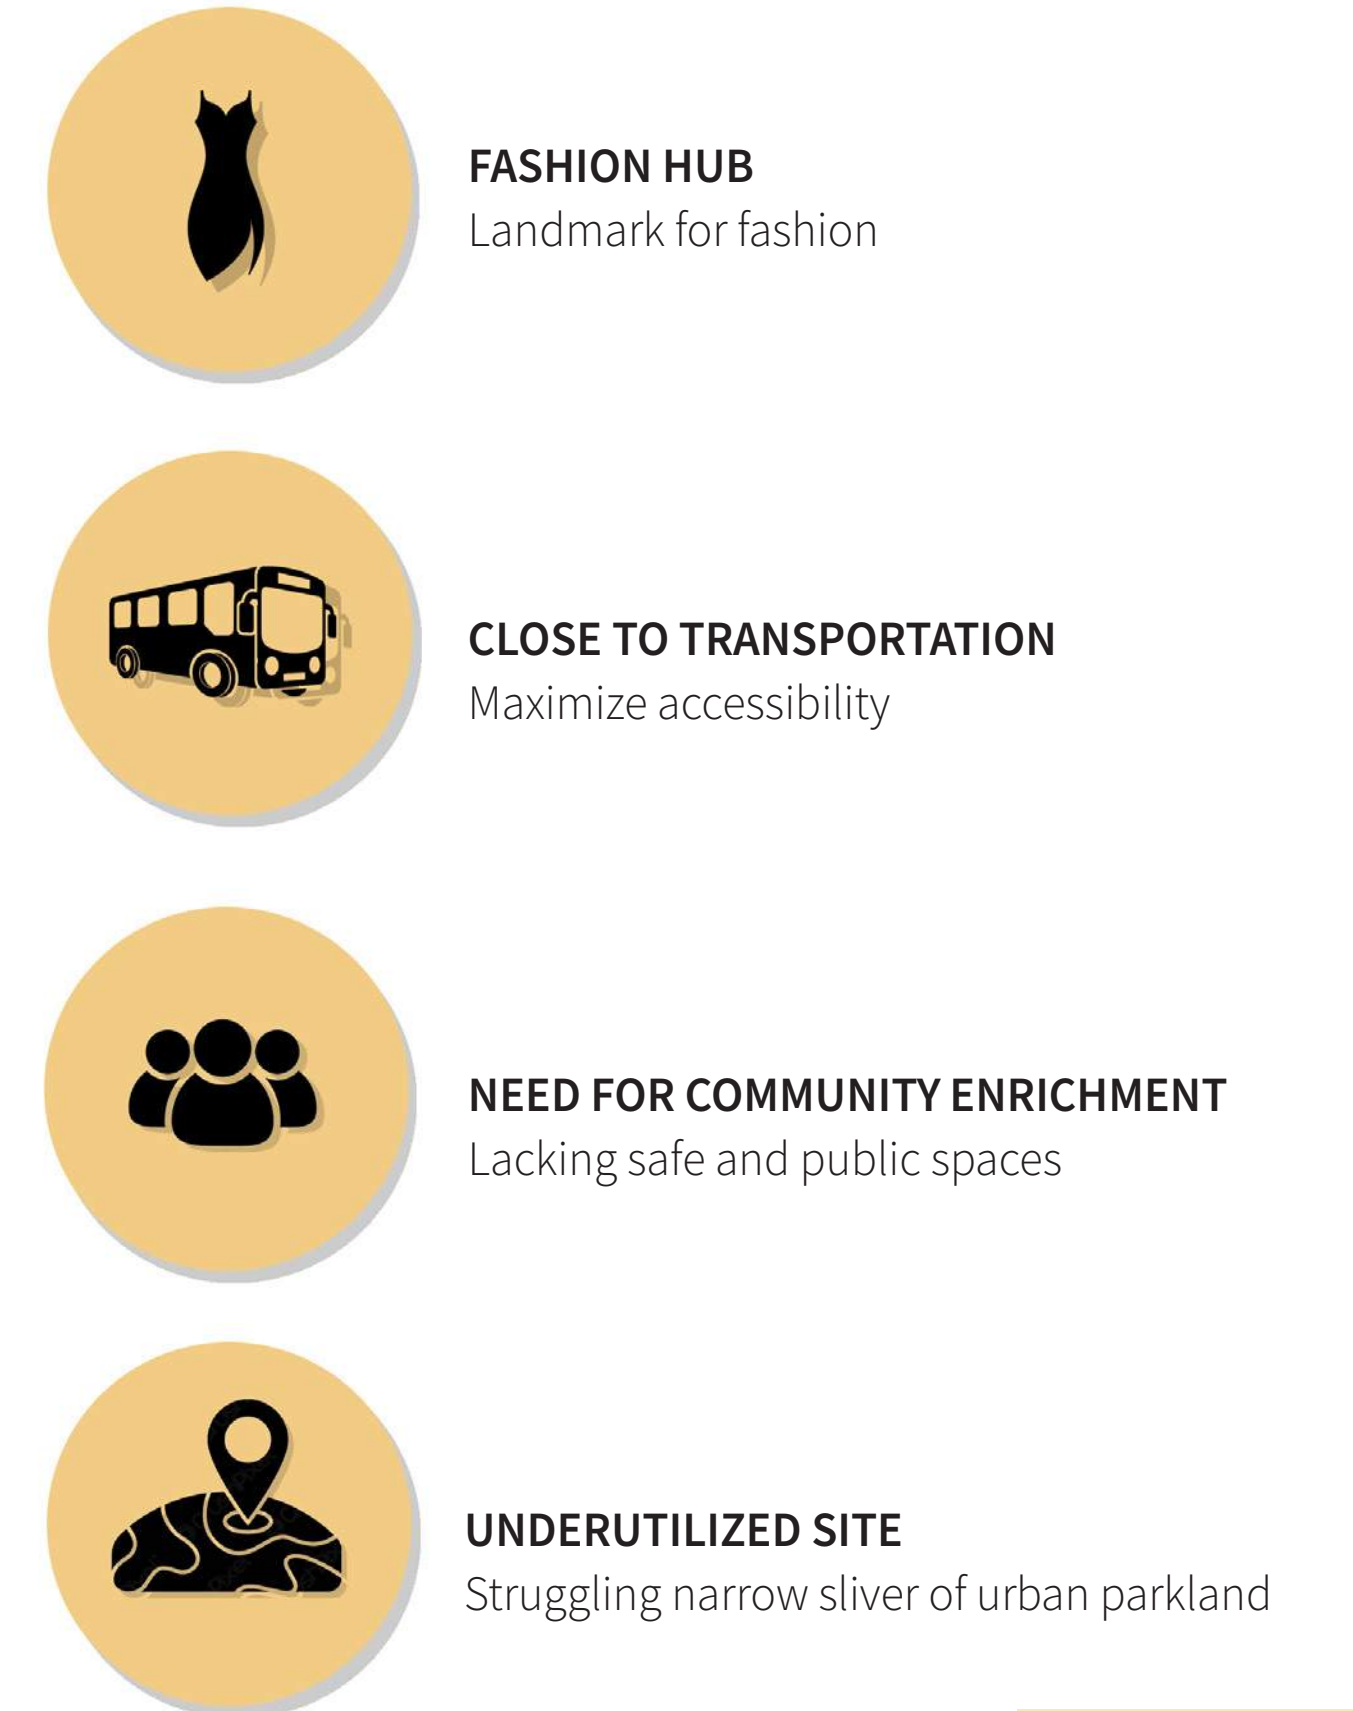 FASHION HUB
Landmark for fashion
CLOSE TO TRANSPORTATION
Maximize accessibility
NEED FOR COMMUNITY ENRICHMENT
Lacking safe and public spaces
UNDERUTILIZED SITE
Struggling narrow sliver of urban parkland